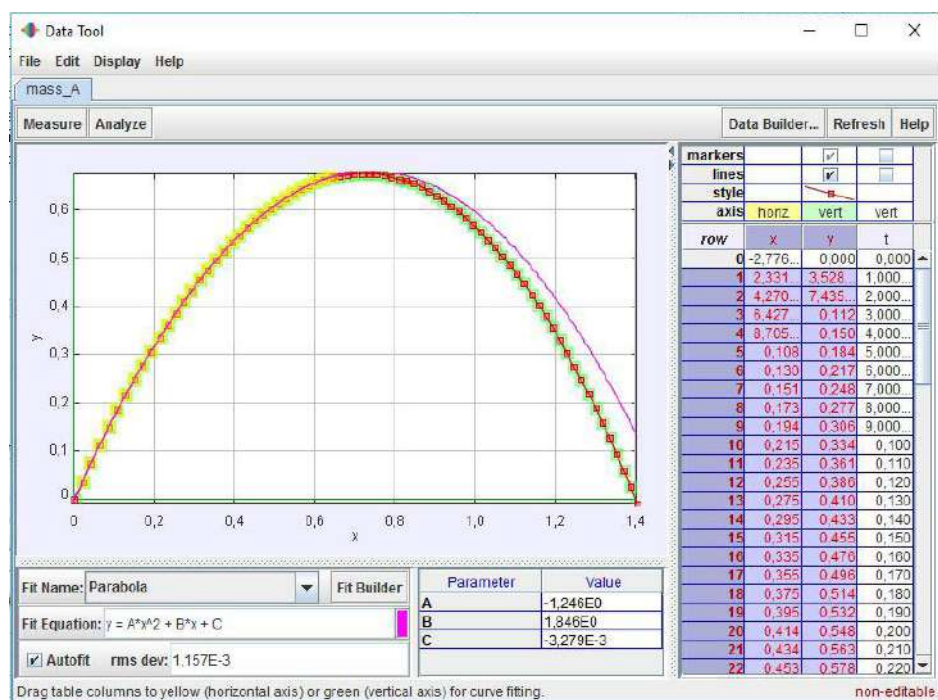 Data Tool
File Edit Display Help
mass_A
Measure Analyze
Data Builder... Refresh Help
markers
lines
style
axis horiz vert vert
row x y t
0 -2,776... 0,000 0,000
1 2,331... 3,528... 1,000...
2 4,270... 7,435... 2,000...
3 6,427... 0,112 3,000...
4 8,705... 0,150 4,000...
5 0,108 0,184 5,000...
6 0,130 0,217 6,000...
7 0,151 0,248 7,000...
8 0,173 0,277 8,000...
9 0,194 0,306 9,000...
10 0,215 0,334 0,100
11 0,235 0,361 0,110
12 0,255 0,386 0,120
13 0,275 0,410 0,130
14 0,295 0,433 0,140
15 0,315 0,455 0,150
16 0,335 0,476 0,160
17 0,355 0,496 0,170
18 0,375 0,514 0,180
19 0,395 0,532 0,190
20 0,414 0,548 0,200
21 0,434 0,563 0,210
22 0,453 0,578 0,220
0,6
0,5
0,4
y
0,3
0,2
0,1
0
0 0,2 0,4 0,6 0,8 1,0 1,2 1,4
x
Fit Name: Parabola Fit Builder
Fit Equation: y = A*x^2 + B*x + C
Autofit rms dev: 1,157E-3
Parameter Value
A -1,246E0
B 1,846E0
C -3,279E-3
Drag table columns to yellow (horizontal axis) or green (vertical axis) for curve fitting.
non-editable